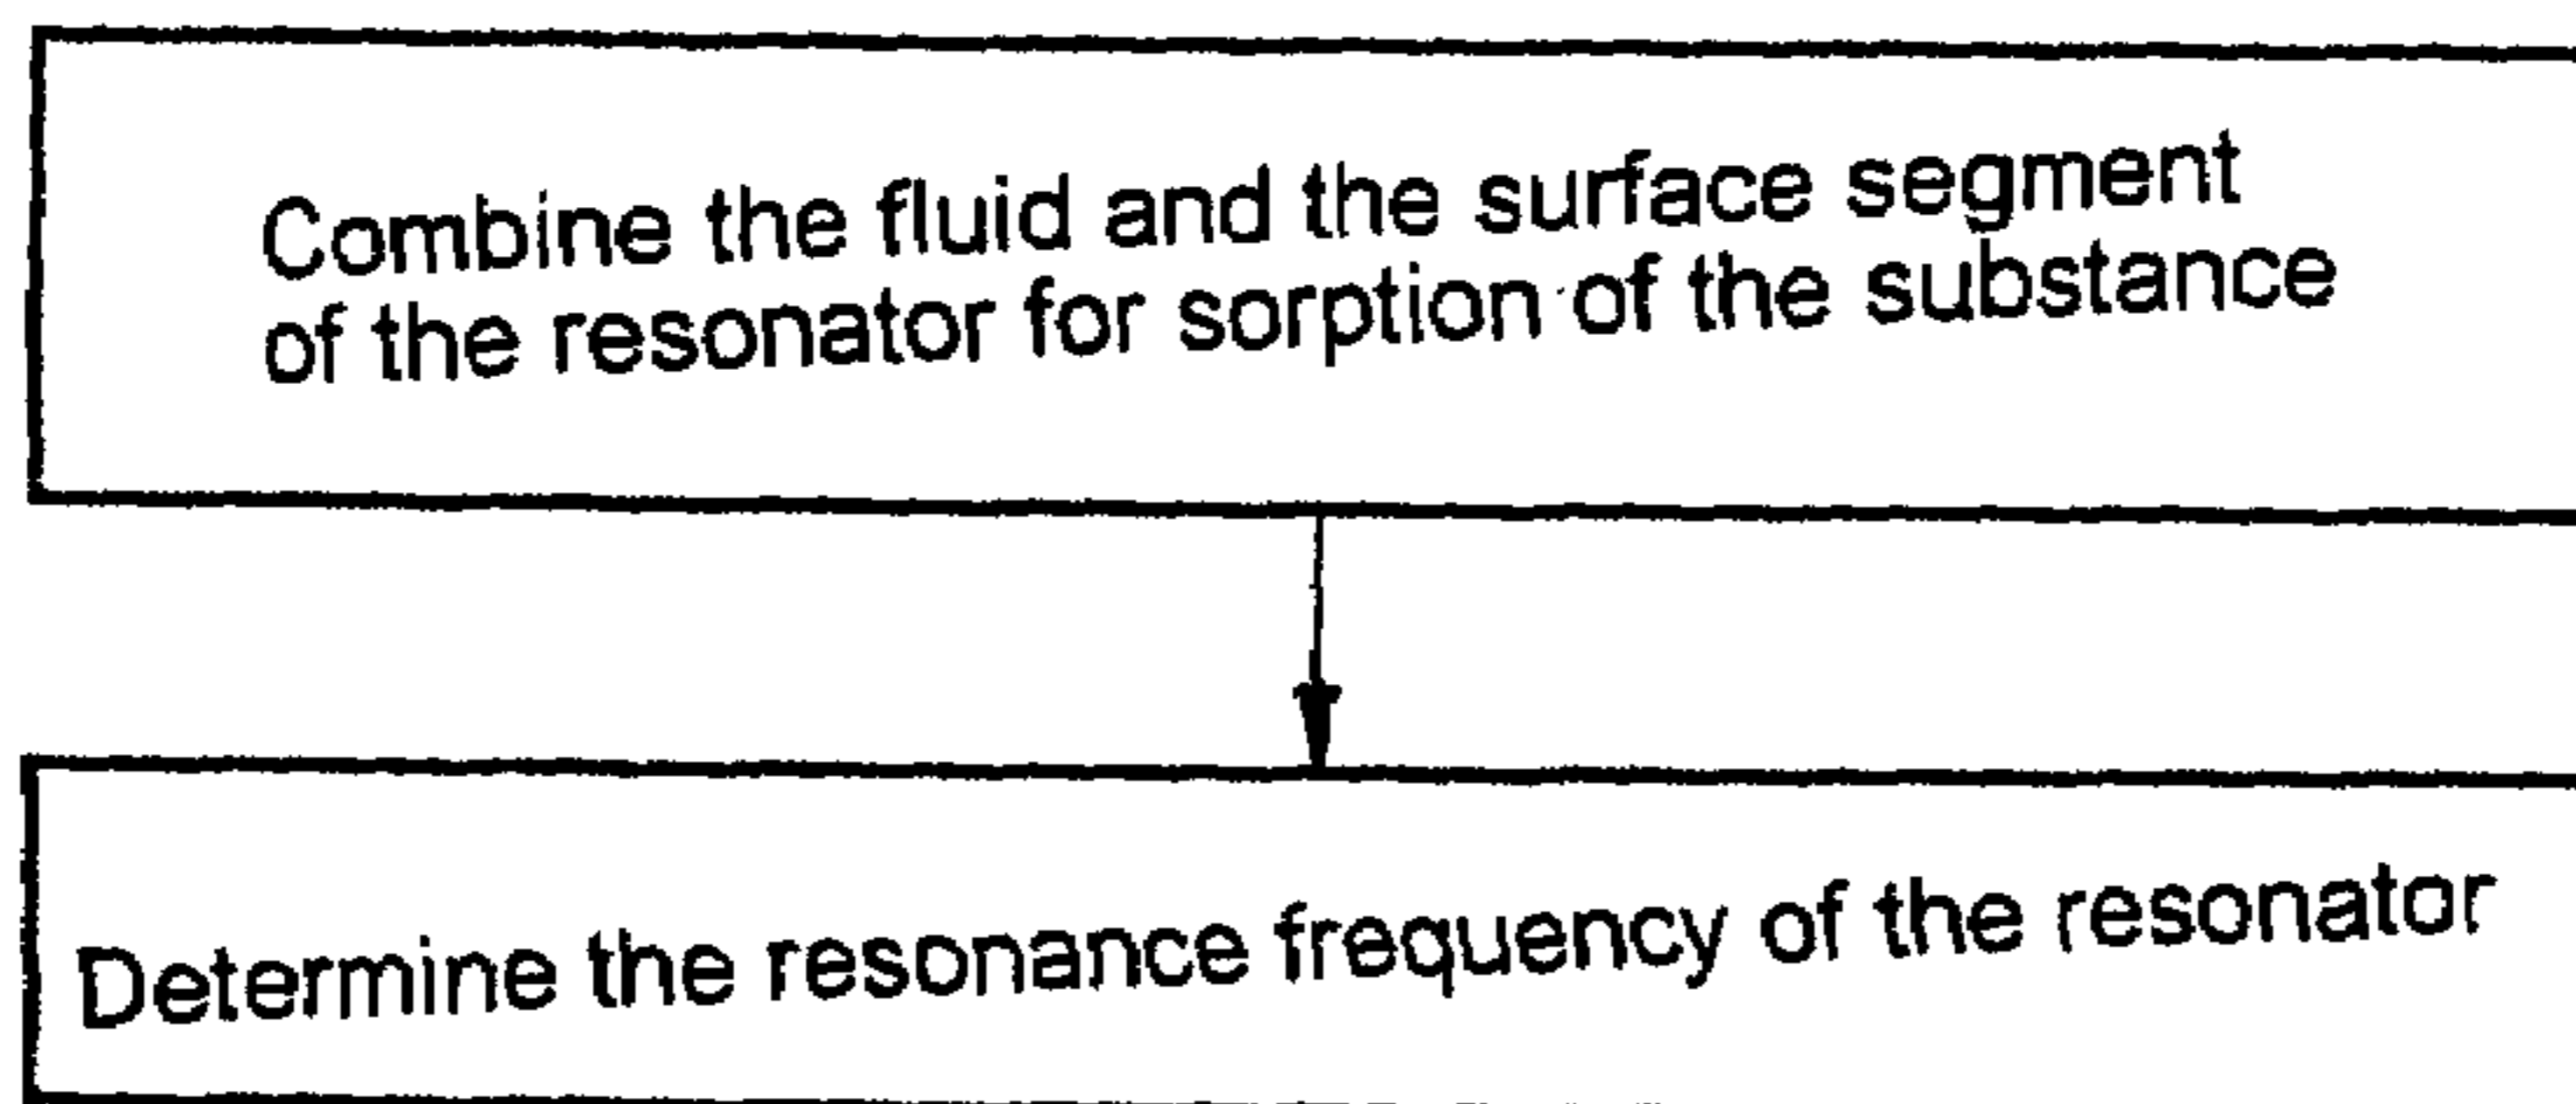 Combine the fluid and the surface segment
of the resonator for sorption of the substance
Determine the resonance frequency of the resonator